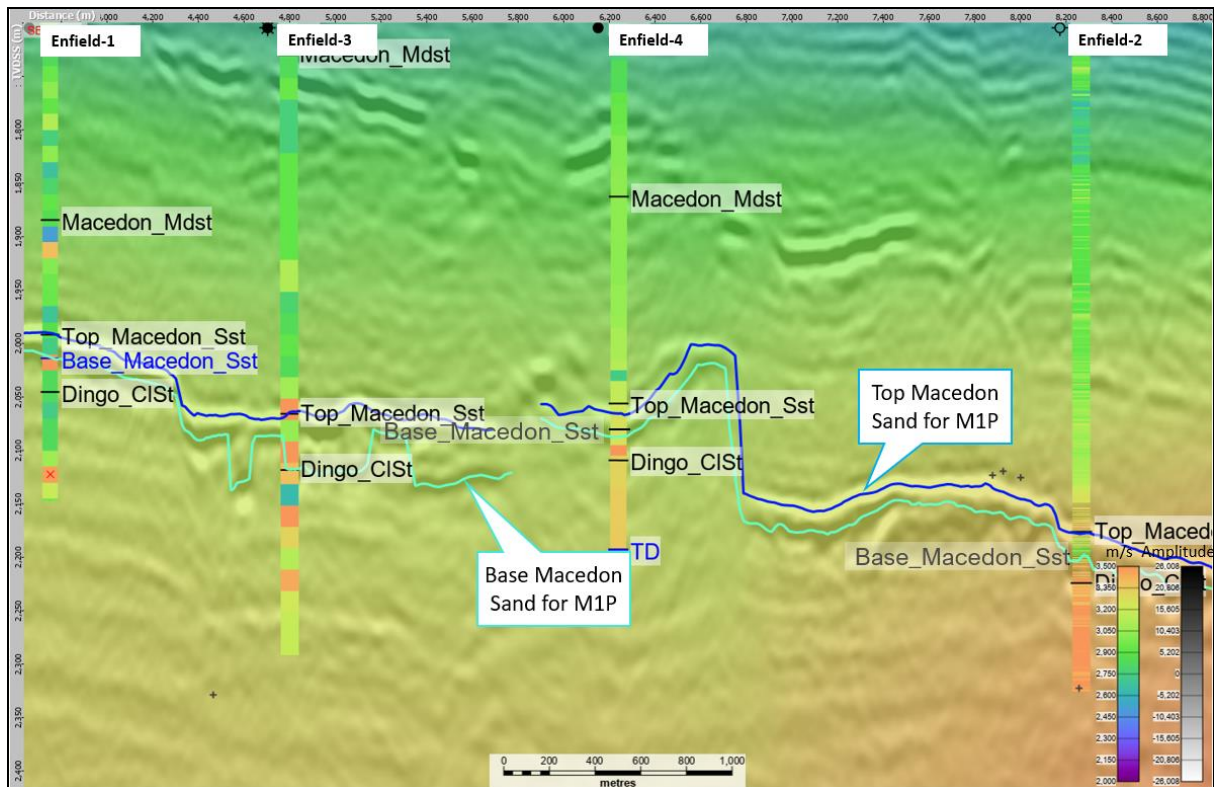 Distance (m)
4,200
4,400
4,600
4,800
5,000
5,200
5,400
5,600
5,800
6,000
6,200
6,400
6,600
6,800
7,000
7,200
7,400
7,600
7,800
8,000
8,200
8,400
8,600
8,800
TVDSS (m)
Enfield-1
Enfield-3
Enfield-4
Enfield-2
Macedon_Mdst
1,800
1,850
Macedon_Mdst
Macedon_Mdst
1,900
1,950
2,000
Top_Macedon_Sst
Base_Macedon_Sst
Dingo_ClSt
2,050
Top_Macedon_Sst
Base_Macedon_Sst
Top_Macedon_Sst
Top Macedon
Sand for M1P
2,100
Dingo_ClSt
Dingo_ClSt
2,150
TD
Base Macedon
Sand for M1P
2,200
Top_Maced
Base_Macedon_Sst
m/s Amplitude
3,500
3,350
3,200
3,050
2,900
2,750
2,600
2,450
2,300
2,150
2,000
26,008
20,806
15,605
10,403
5,202
0
-5,202
-10,403
-15,605
-20,806
-26,008
2,250
2,300
2,350
2,400
0 200 400 600 800 1,000
metres